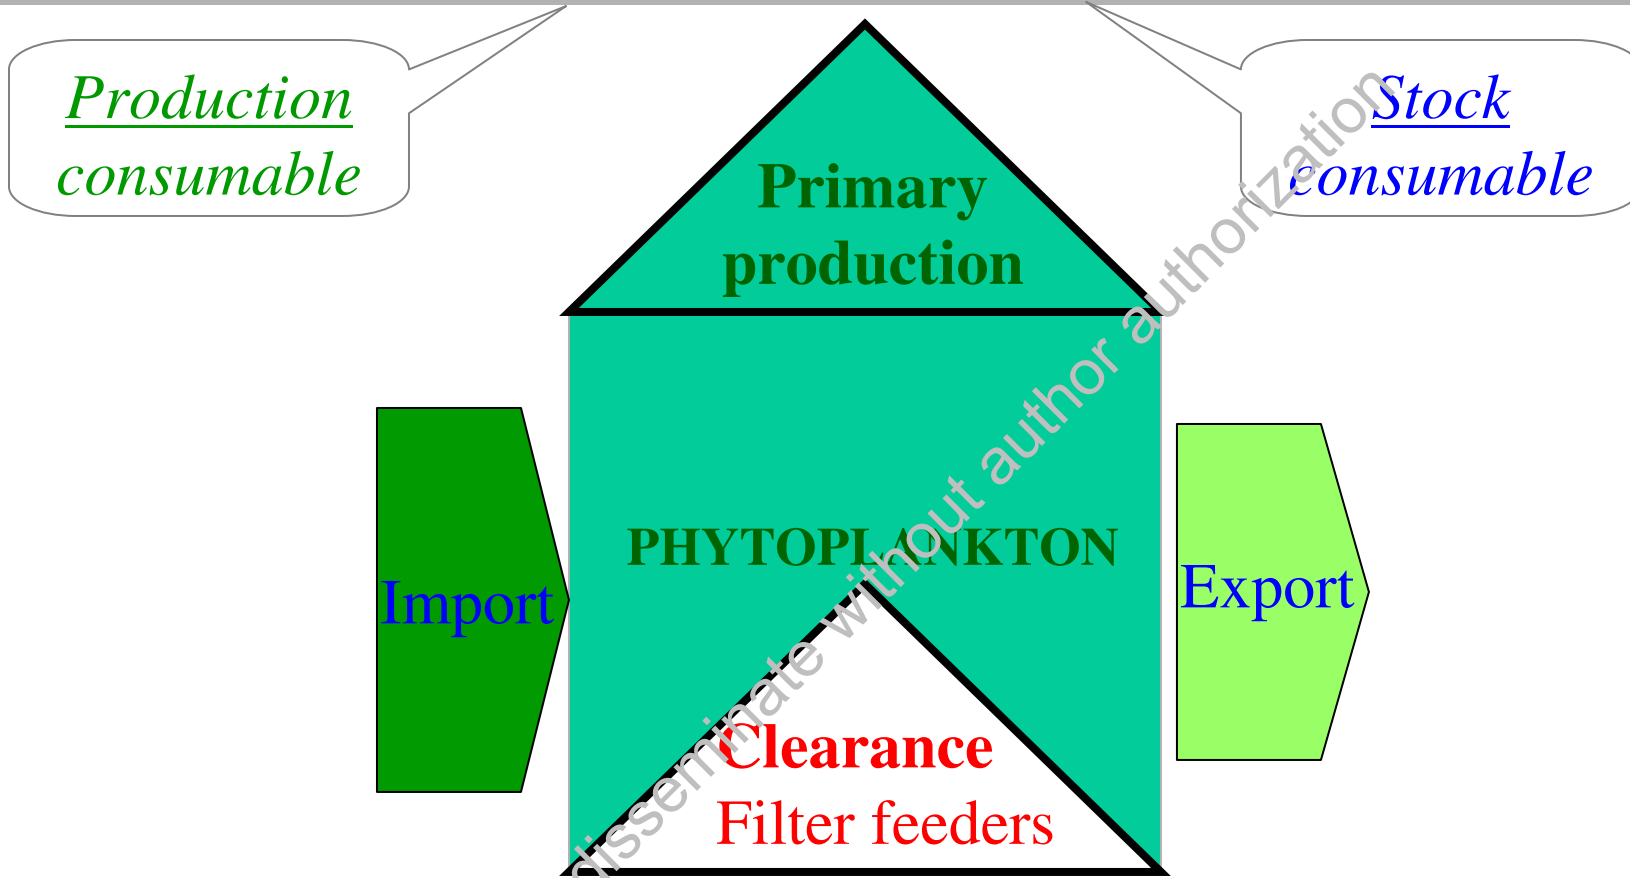 Production
consumable
Stock
consumable
Primary
production
PHYTOPLANKTON
Import
Export
Clearance
Filter feeders
disseminate without author authorization